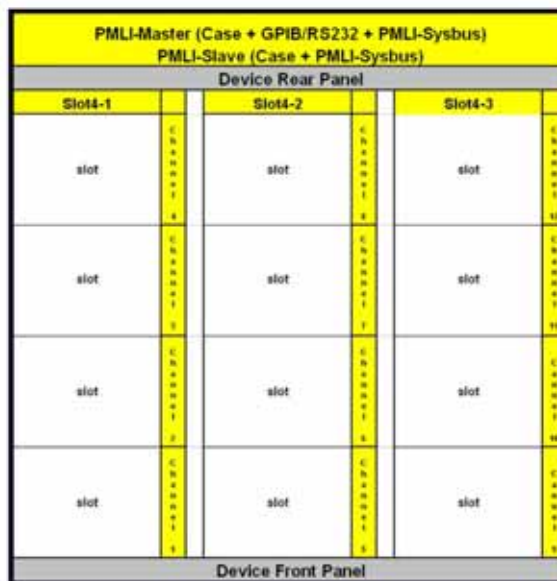 PMLI-Master (Case + GPIB/RS232 + PMLI-Sysbus)
PMLI-Slave (Case + PMLI-Sysbus)
Device Rear Panel
Slot4-1 Slot4-2 Slot4-3
slot Channel 4 slot Channel 8 slot
slot Channel 3 slot Channel 7 slot
slot Channel 2 slot Channel 6 slot
slot Channel 1 slot Channel 5 slot
Device Front Panel